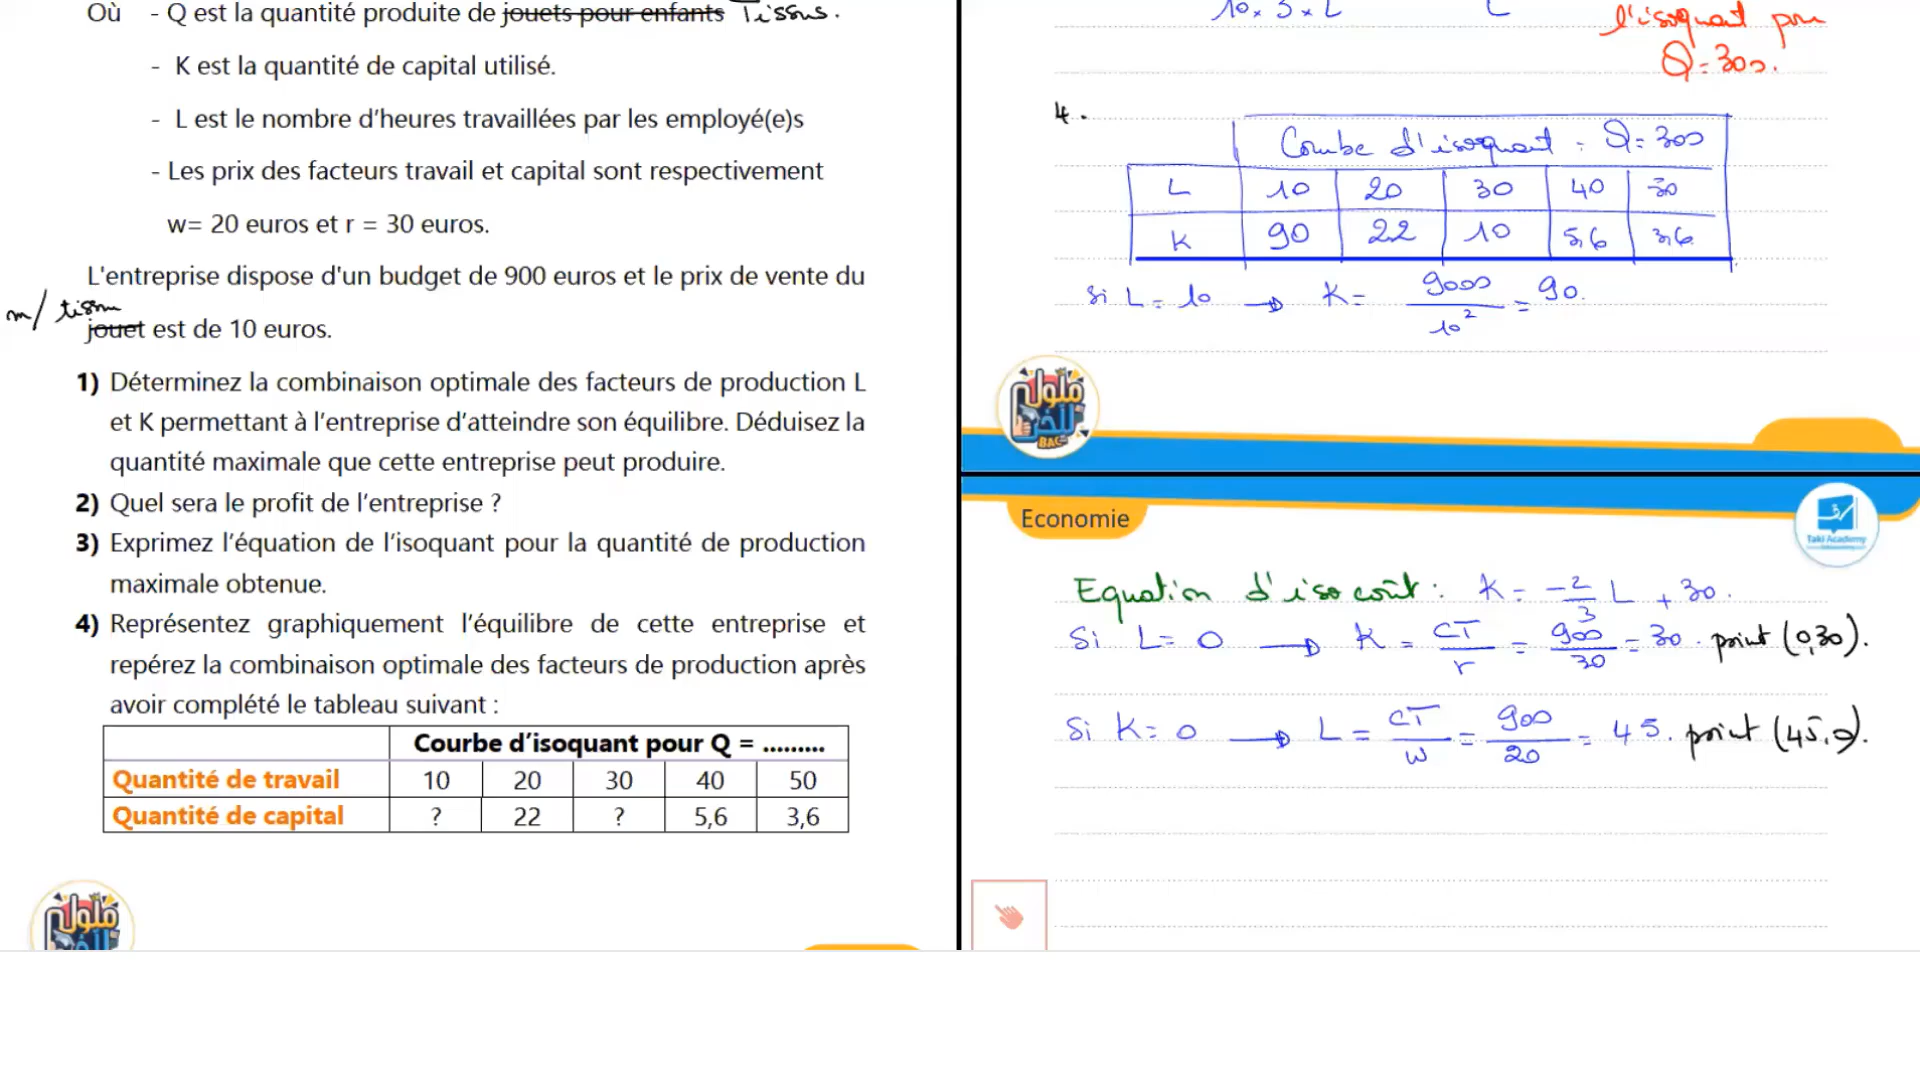 Où - Q est la quantité produite de jouets pour enfants Tissus.
- K est la quantité de capital utilisé.
- L est le nombre d'heures travaillées par les employé(e)s
- Les prix des facteurs travail et capital sont respectivement
w= 20 euros et r = 30 euros.
L'entreprise dispose d'un budget de 900 euros et le prix de vente du
m/ tissu
jouet est de 10 euros.
1) Déterminez la combinaison optimale des facteurs de production L
et K permettant à l'entreprise d'atteindre son équilibre. Déduisez la
quantité maximale que cette entreprise peut produire.
2) Quel sera le profit de l'entreprise ?
3) Exprimez l'équation de l'isoquant pour la quantité de production
maximale obtenue.
4) Représentez graphiquement l'équilibre de cette entreprise et
repérez la combinaison optimale des facteurs de production après
avoir complété le tableau suivant :
Courbe d'isoquant pour Q = .........
Quantité de travail 10 20 30 40 50
Quantité de capital ? 22 ? 5,6 3,6
ملول للآخر
l'isoquant pour
Q = 300.
4.
Courbe d'isoquant : Q = 300
L 10 20 30 40 50
K 90 22 10 5,6 3,6
Si L = 10 → K = 9000 / 10² = 90.
ملول للآخر
BAC
Economie
Taki Academy
Equation d'iso coût : K = -2/3 L + 30.
Si L = 0 → K = CT/r = 900/30 = 30. point (0,30).
Si K = 0 → L = CT/w = 900/20 = 45. point (45,0).